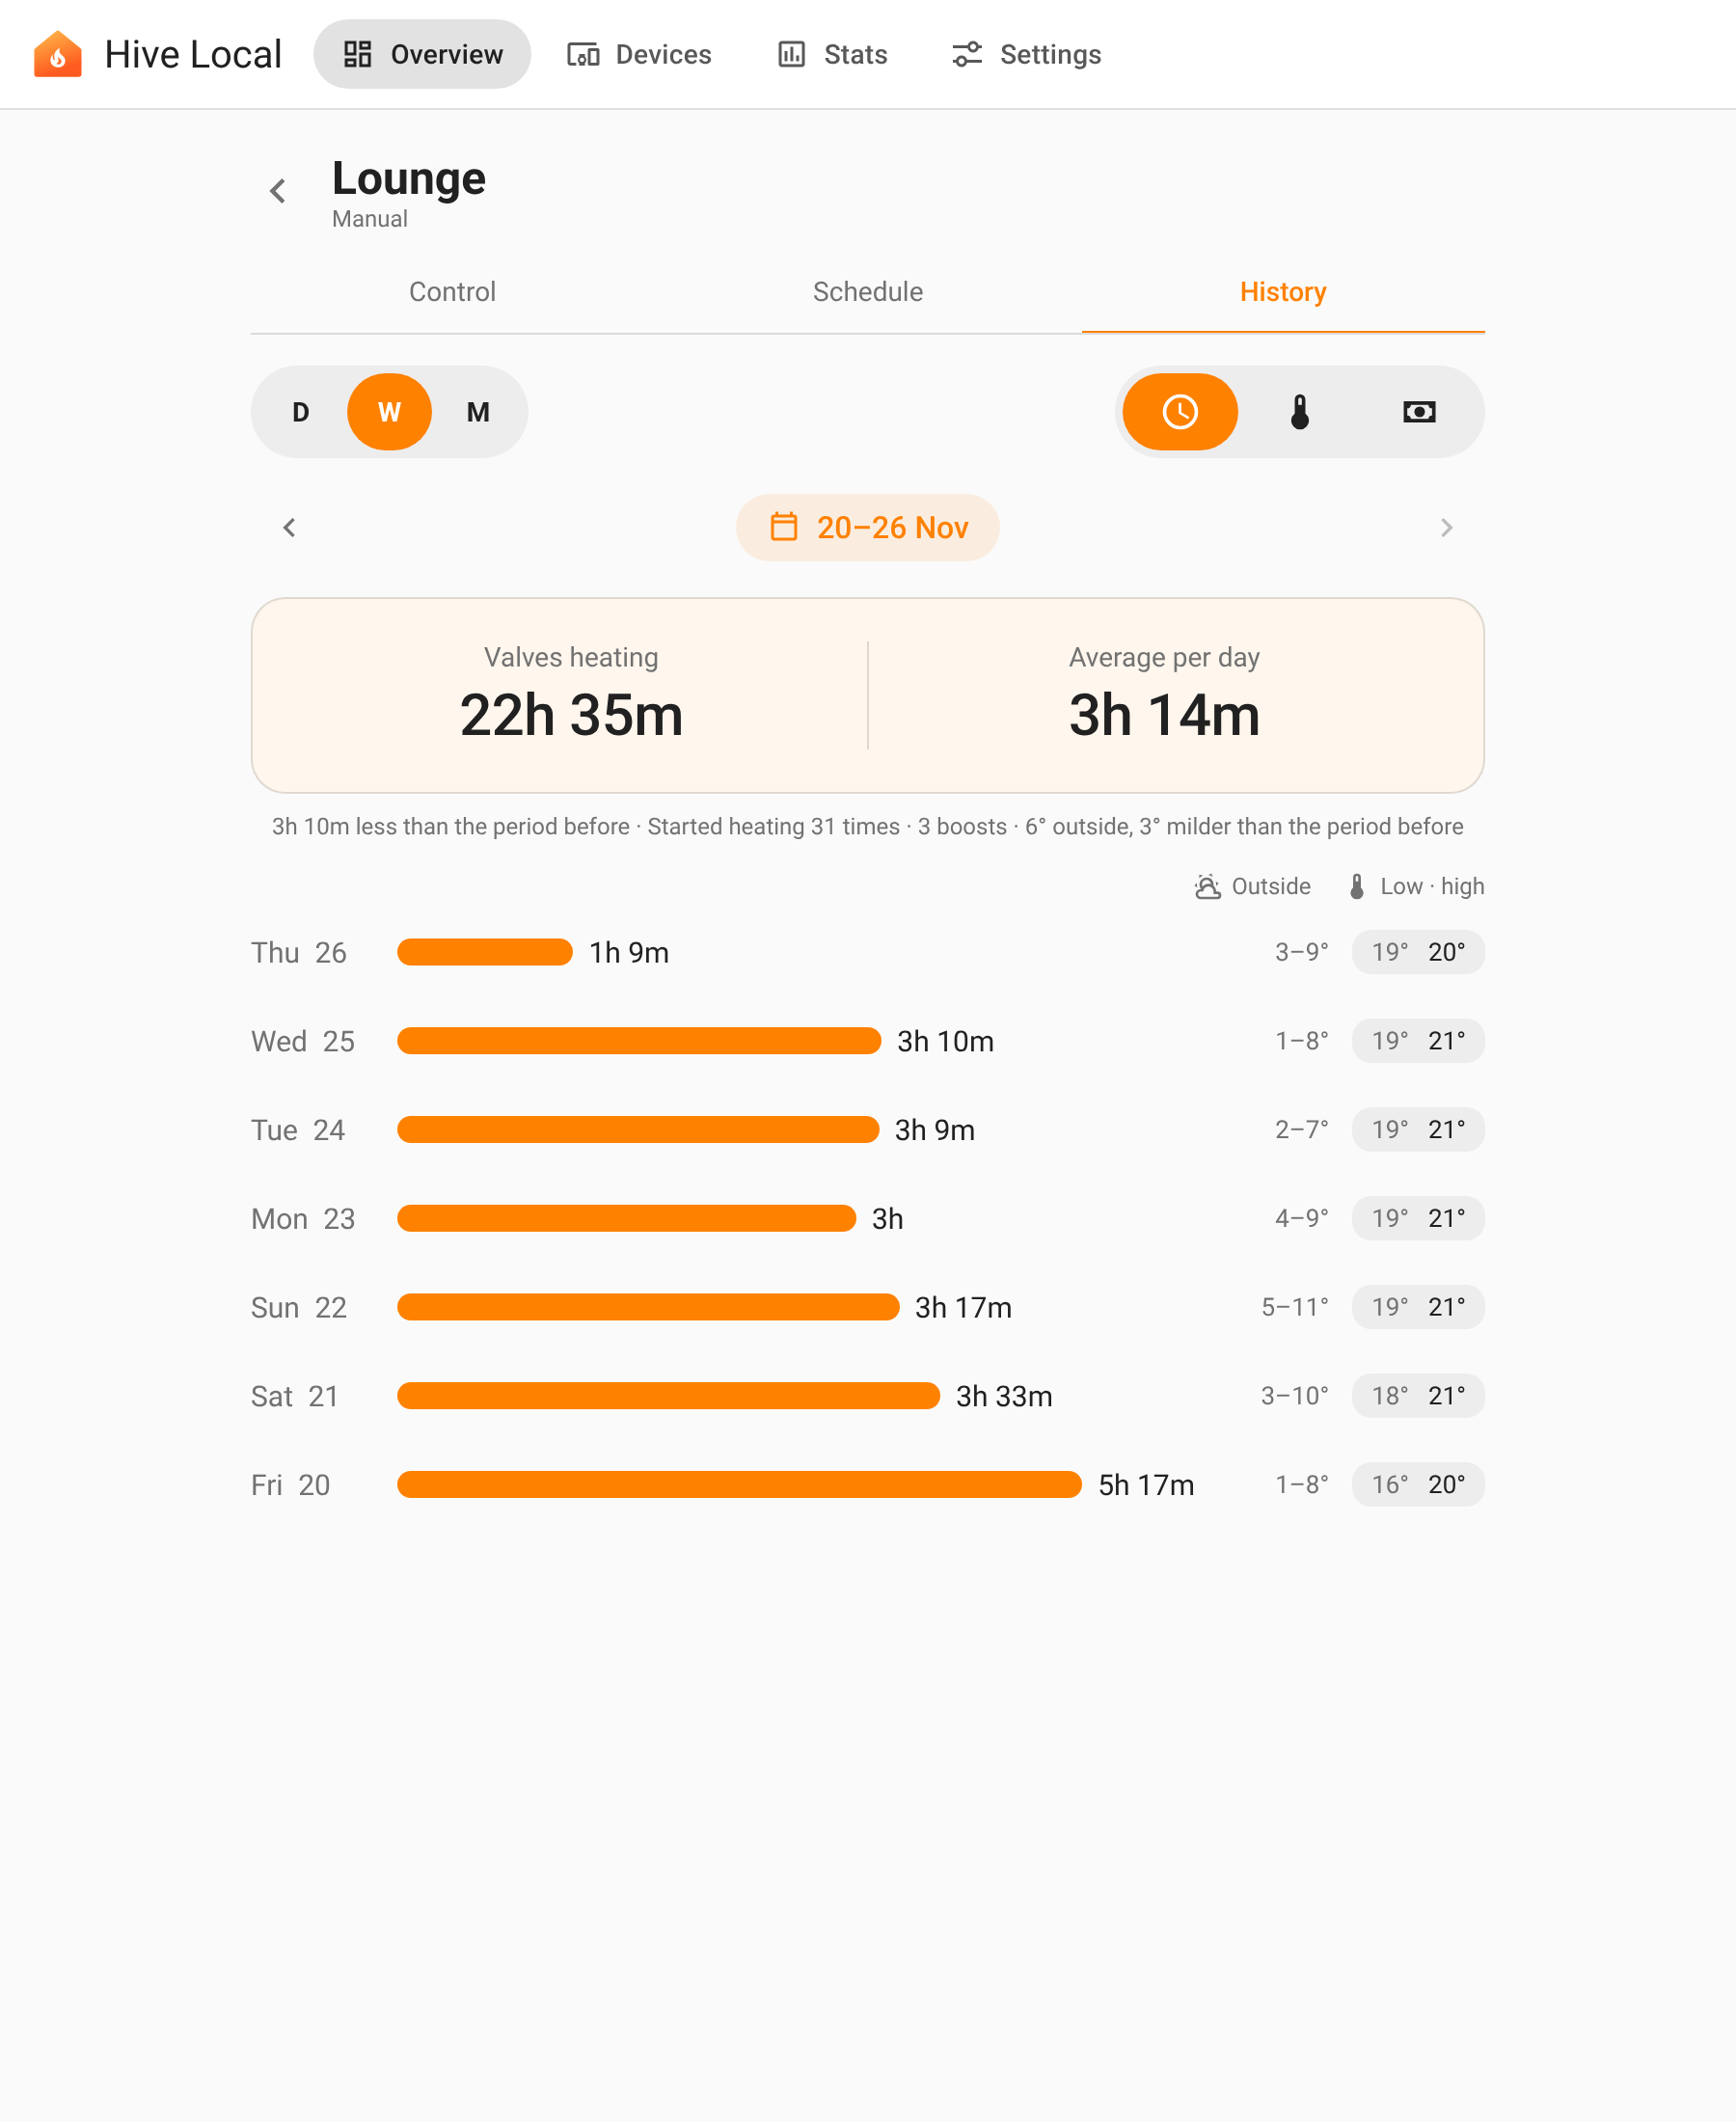 Hive Local Overview Devices Stats Settings
Lounge
Manual
Control Schedule History
D W M
20–26 Nov
Valves heating Average per day
22h 35m 3h 14m
3h 10m less than the period before · Started heating 31 times · 3 boosts · 6° outside, 3° milder than the period before
Outside Low · high
Thu 26 1h 9m 3–9° 19° 20°
Wed 25 3h 10m 1–8° 19° 21°
Tue 24 3h 9m 2–7° 19° 21°
Mon 23 3h 4–9° 19° 21°
Sun 22 3h 17m 5–11° 19° 21°
Sat 21 3h 33m 3–10° 18° 21°
Fri 20 5h 17m 1–8° 16° 20°